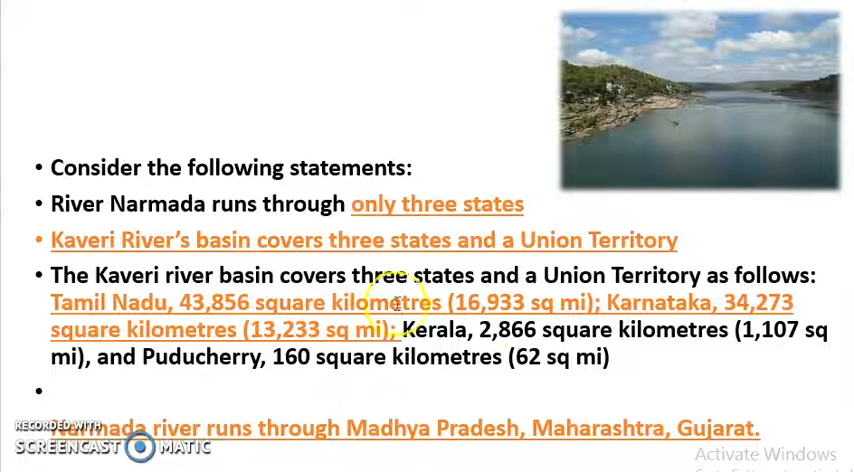 • Consider the following statements:
• River Narmada runs through only three states
• Kaveri River's basin covers three states and a Union Territory
• The Kaveri river basin covers three states and a Union Territory as follows:
Tamil Nadu, 43,856 square kilometres (16,933 sq mi); Karnataka, 34,273
square kilometres (13,233 sq mi); Kerala, 2,866 square kilometres (1,107 sq
mi), and Puducherry, 160 square kilometres (62 sq mi)
•
Narmada river runs through Madhya Pradesh, Maharashtra, Gujarat.
RECORDED WITH
SCREENCAST MATIC
Activate Windows